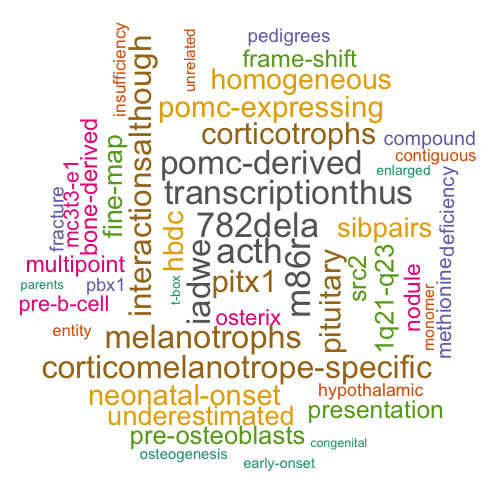 pedigrees
insufficiency
unrelated
frame-shift
homogeneous
pomc-expressing
interactionsalthough
corticotrophs
compound
contiguous
enlarged
pomc-derived
bone-derived
fine-map
mc3t3-e1
fracture
transcriptionthus
782dela
sibpairs
methionine
deficiency
hbdc
acth
m86r
iadwe
multipoint
pitx1
pituitary
src2
1q21-q23
nodule
monomer
parents
pbx1
t-box
pre-b-cell
osterix
entity
melanotrophs
corticomelanotrope-specific
neonatal-onset
hypothalamic
underestimated
presentation
pre-osteoblasts
congenital
osteogenesis
early-onset